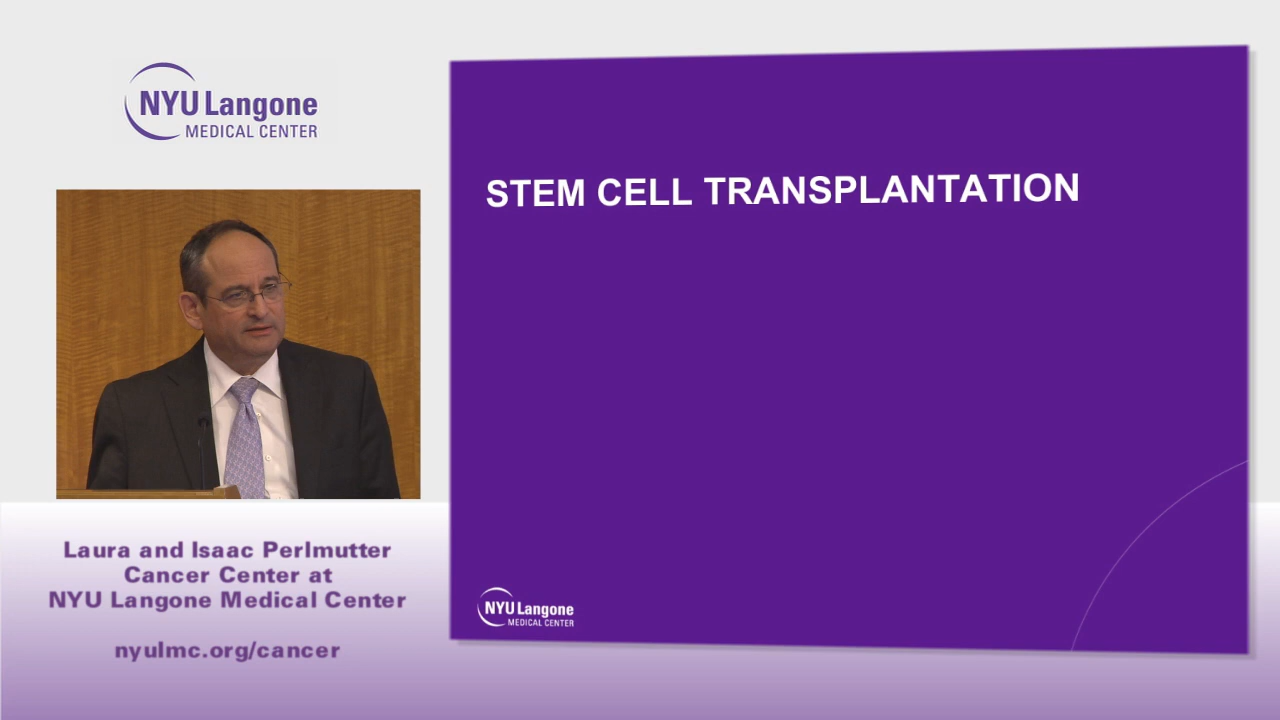 NYU Langone
MEDICAL CENTER
STEM CELL TRANSPLANTATION
Laura and Isaac Perlmutter
Cancer Center at
NYU Langone Medical Center
nyulmc.org/cancer
NYU Langone
MEDICAL CENTER